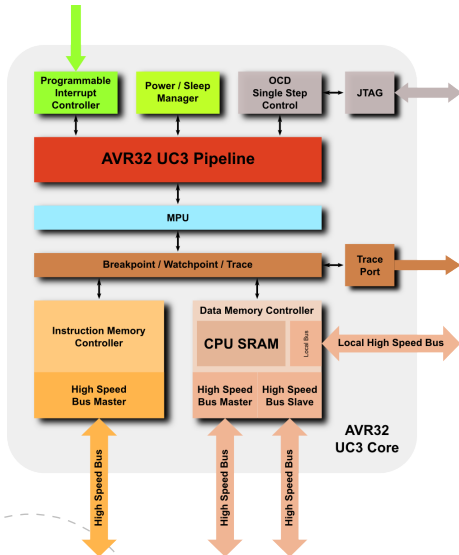 Programmable
Interrupt
Controller
Power / Sleep
Manager
OCD
Single Step
Control
JTAG
AVR32 UC3 Pipeline
MPU
Breakpoint / Watchpoint / Trace
Trace
Port
Instruction Memory
Controller
High Speed
Bus Master
Data Memory Controller
CPU SRAM
Local Bus
Local High Speed Bus
High Speed
Bus Master
High Speed
Bus Slave
AVR32
UC3 Core
High Speed Bus
High Speed Bus
High Speed Bus